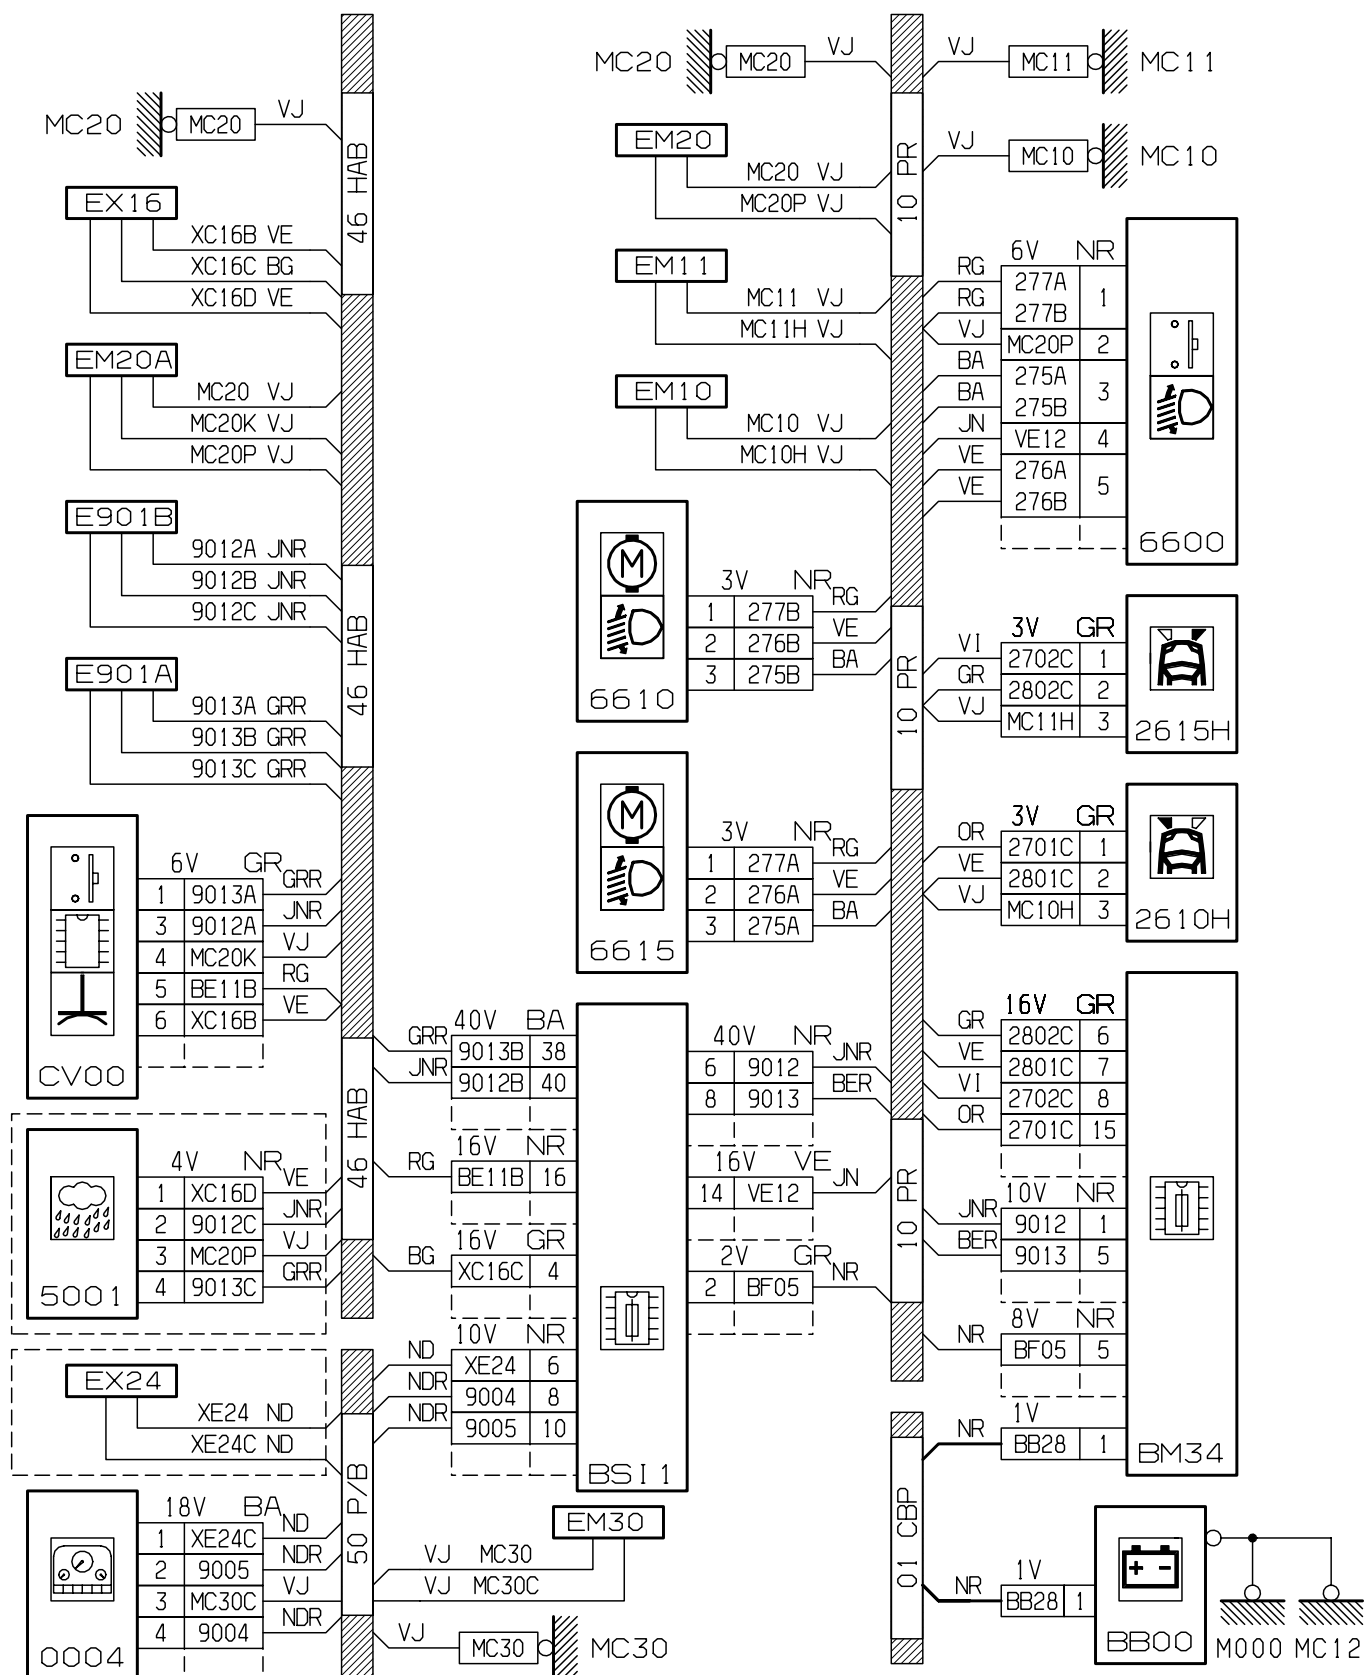 MC20 MC20 VJ
46 HAB
EX16
XC16B VE
XC16C BG
XC16D VE
EM20A
MC20 VJ
MC20K VJ
MC20P VJ
E901B
9012A JNR
9012B JNR
9012C JNR
46 HAB
E901A
9013A GRR
9013B GRR
9013C GRR
6V GR
1 9013A GRR
3 9012A JNR
4 MC20K VJ
5 BE11B RG
6 XC16B VE
CV00
46 HAB
4V NR
1 XC16D VE
2 9012C JNR
3 MC20P VJ
4 9013C GRR
5001
EX24
XE24 ND
XE24C ND
50 P/B
18V BA
1 XE24C ND
2 9005 NDR
3 MC30C VJ
4 9004 NDR
0004
MC20 MC20 VJ
10 PR
EM20
MC20 VJ
MC20P VJ
EM11
MC11 VJ
MC11H VJ
EM10
MC10 VJ
MC10H VJ
3V NR
1 277B RG
2 276B VE
3 275B BA
M
6610
10 PR
3V NR
1 277A RG
2 276A VE
3 275A BA
M
6615
40V BA
GRR 9013B 38
JNR 9012B 40
16V NR
RG BE11B 16
16V GR
BG XC16C 4
10V NR
ND XE24 6
NDR 9004 8
NDR 9005 10
BSI1
40V NR
6 9012 JNR
8 9013 BER
16V VE
14 VE12 JN
2V GR
2 BF05 NR
10 PR
EM30
VJ MC30
VJ MC30C
VJ MC30 MC30
VJ MC11 MC11
VJ MC10 MC10
6V NR
RG 277A 1
RG 277B
VJ MC20P 2
BA 275A 3
BA 275B
JN VE12 4
VE 276A 5
VE 276B
6600
3V GR
VI 2702C 1
GR 2802C 2
VJ MC11H 3
2615H
3V GR
OR 2701C 1
VE 2801C 2
VJ MC10H 3
2610H
16V GR
GR 2802C 6
VE 2801C 7
VI 2702C 8
OR 2701C 15
10V NR
JNR 9012 1
BER 9013 5
8V NR
NR BF05 5
1V
NR BB28 1
BM34
01 CBP
1V
NR BB28 1
+ -
BB00 M000 MC12